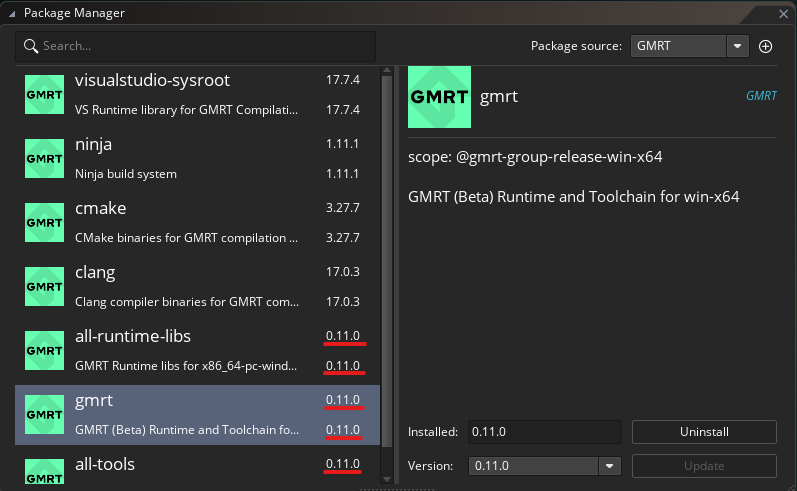 Package Manager
Search...
Package source: GMRT
GMRT visualstudio-sysroot 17.7.4
VS Runtime library for GMRT Compilati... 17.7.4
GMRT ninja 1.11.1
Ninja build system 1.11.1
GMRT cmake 3.27.7
CMake binaries for GMRT compilation ... 3.27.7
GMRT clang 17.0.3
Clang compiler binaries for GMRT com... 17.0.3
GMRT all-runtime-libs 0.11.0
GMRT Runtime libs for x86_64-pc-wind... 0.11.0
GMRT gmrt 0.11.0
GMRT (Beta) Runtime and Toolchain fo... 0.11.0
GMRT all-tools 0.11.0
GMRT gmrt GMRT
scope: @gmrt-group-release-win-x64
GMRT (Beta) Runtime and Toolchain for win-x64
Installed: 0.11.0 Uninstall
Version: 0.11.0 Update